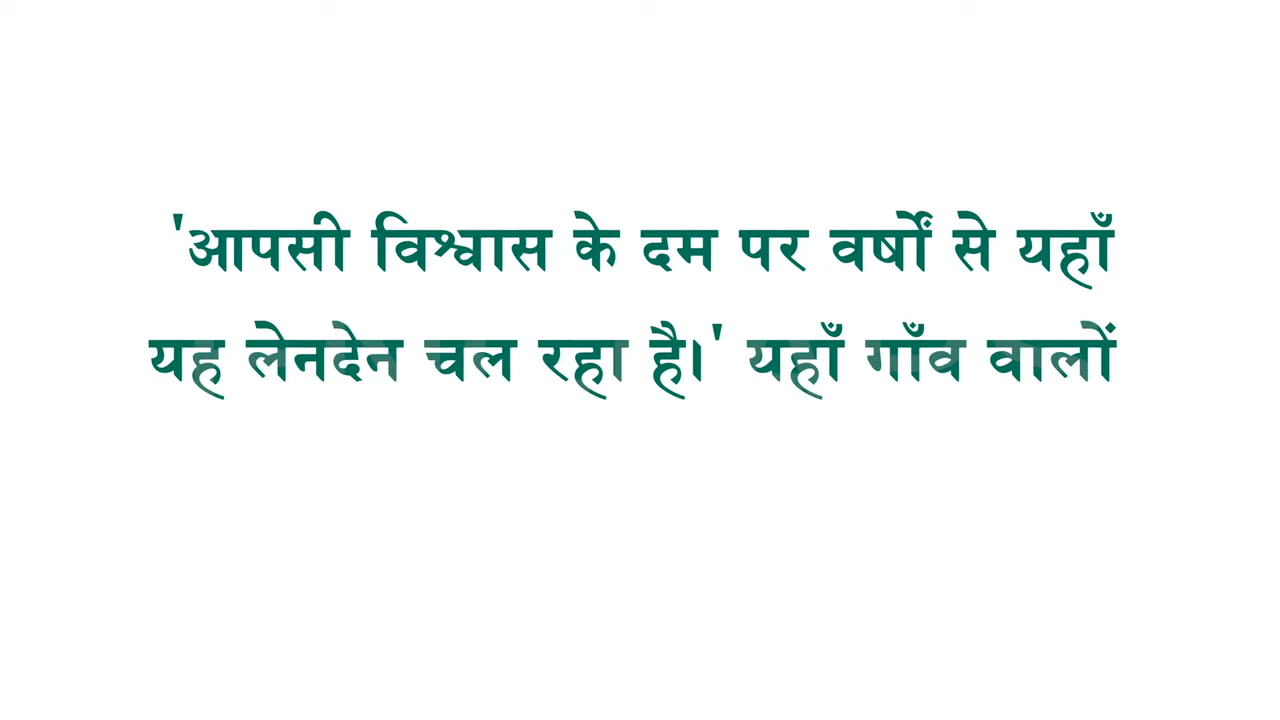 'आपसी विश्वास के दम पर वर्षों से यहाँ
यह लेनदेन चल रहा है।' यहाँ गाँव वालों